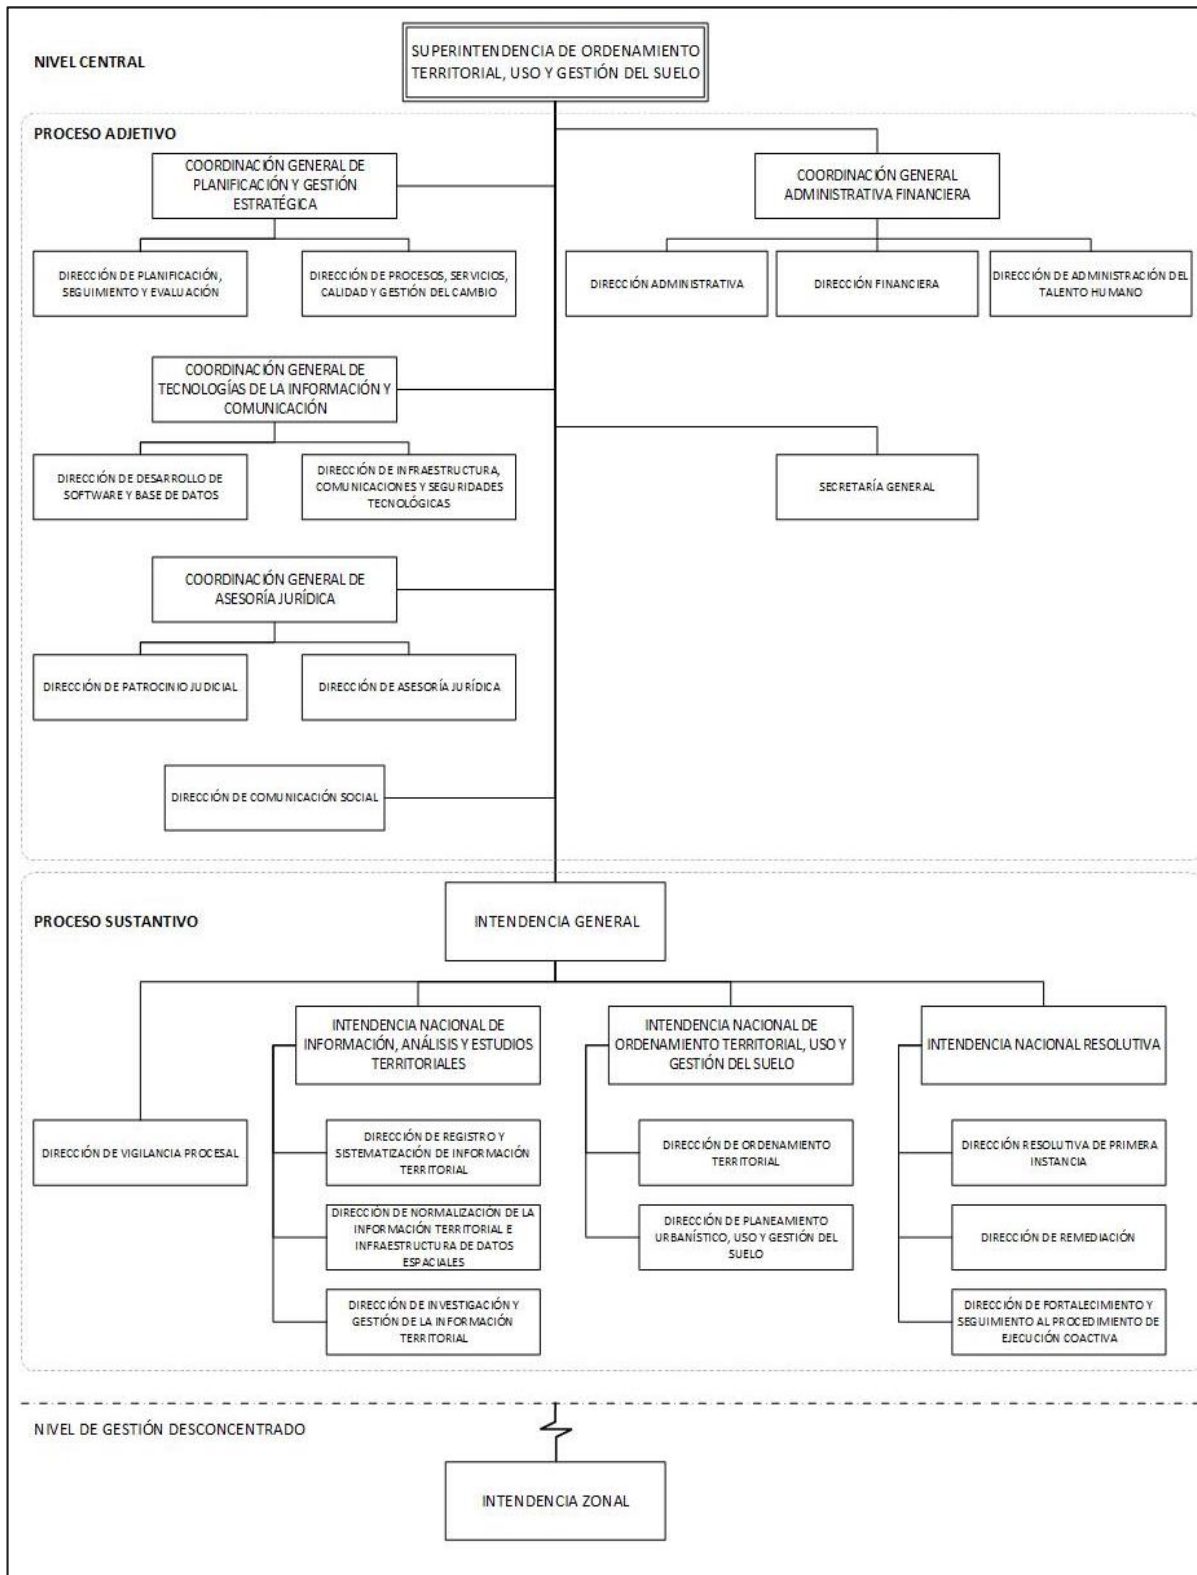 SUPERINTENDENCIA DE ORDENAMIENTO
TERRITORIAL, USO Y GESTIÓN DEL SUELO
NIVEL CENTRAL
PROCESO ADJETIVO
COORDINACIÓN GENERAL DE
PLANIFICACIÓN Y GESTIÓN
ESTRATÉGICA
COORDINACIÓN GENERAL
ADMINISTRATIVA FINANCIERA
DIRECCIÓN DE PLANIFICACIÓN,
SEGUIMIENTO Y EVALUACIÓN
DIRECCIÓN DE PROCESOS, SERVICIOS,
CALIDAD Y GESTIÓN DEL CAMBIO
DIRECCIÓN ADMINISTRATIVA
DIRECCIÓN FINANCIERA
DIRECCIÓN DE ADMINISTRACIÓN DEL
TALENTO HUMANO
COORDINACIÓN GENERAL DE
TECNOLOGÍAS DE LA INFORMACIÓN Y
COMUNICACIÓN
DIRECCIÓN DE DESARROLLO DE
SOFTWARE Y BASE DE DATOS
DIRECCIÓN DE INFRAESTRUCTURA,
COMUNICACIONES Y SEGURIDADES
TECNOLÓGICAS
SECRETARÍA GENERAL
COORDINACIÓN GENERAL DE
ASESORÍA JURÍDICA
DIRECCIÓN DE PATROCINIO JUDICIAL
DIRECCIÓN DE ASESORÍA JURÍDICA
DIRECCIÓN DE COMUNICACIÓN SOCIAL
PROCESO SUSTANTIVO
INTENDENCIA GENERAL
INTENDENCIA NACIONAL DE
INFORMACIÓN, ANÁLISIS Y ESTUDIOS
TERRITORIALES
INTENDENCIA NACIONAL DE
ORDENAMIENTO TERRITORIAL, USO Y
GESTIÓN DEL SUELO
INTENDENCIA NACIONAL RESOLUTIVA
DIRECCIÓN DE VIGILANCIA PROCESAL
DIRECCIÓN DE REGISTRO Y
SISTEMATIZACIÓN DE INFORMACIÓN
TERRITORIAL
DIRECCIÓN DE ORDENAMIENTO
TERRITORIAL
DIRECCIÓN RESOLUTIVA DE PRIMERA
INSTANCIA
DIRECCIÓN DE NORMALIZACIÓN DE LA
INFORMACIÓN TERRITORIAL E
INFRAESTRUCTURA DE DATOS
ESPACIALES
DIRECCIÓN DE PLANEAMIENTO
URBANÍSTICO, USO Y GESTIÓN DEL
SUELO
DIRECCIÓN DE REMEDIACIÓN
DIRECCIÓN DE INVESTIGACIÓN Y
GESTIÓN DE LA INFORMACIÓN
TERRITORIAL
DIRECCIÓN DE FORTALECIMIENTO Y
SEGUIMIENTO AL PROCEDIMIENTO DE
EJECUCIÓN COACTIVA
NIVEL DE GESTIÓN DESCONCENTRADO
INTENDENCIA ZONAL